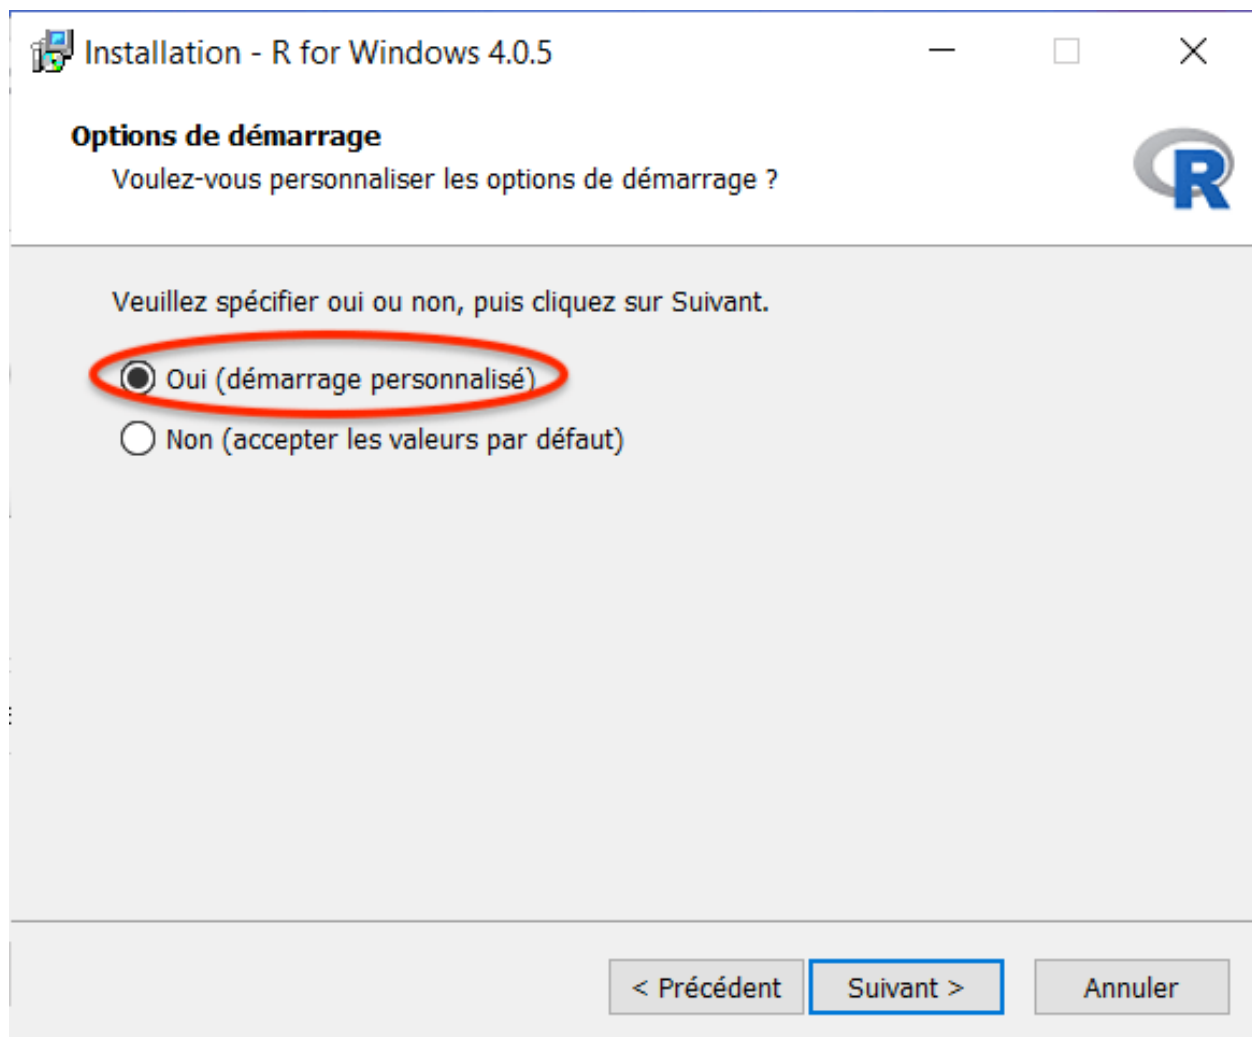 Installation - R for Windows 4.0.5
Options de démarrage
Voulez-vous personnaliser les options de démarrage ?
R
Veuillez spécifier oui ou non, puis cliquez sur Suivant.
Oui (démarrage personnalisé)
Non (accepter les valeurs par défaut)
< Précédent
Suivant >
Annuler